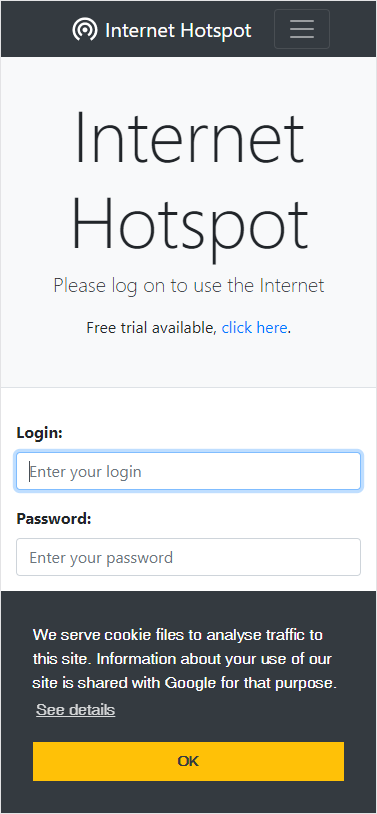 Internet Hotspot
Internet
Hotspot
Please log on to use the Internet
Free trial available, click here.
Login:
Enter your login
Password:
Enter your password
We serve cookie files to analyse traffic to
this site. Information about your use of our
site is shared with Google for that purpose.
See details
OK